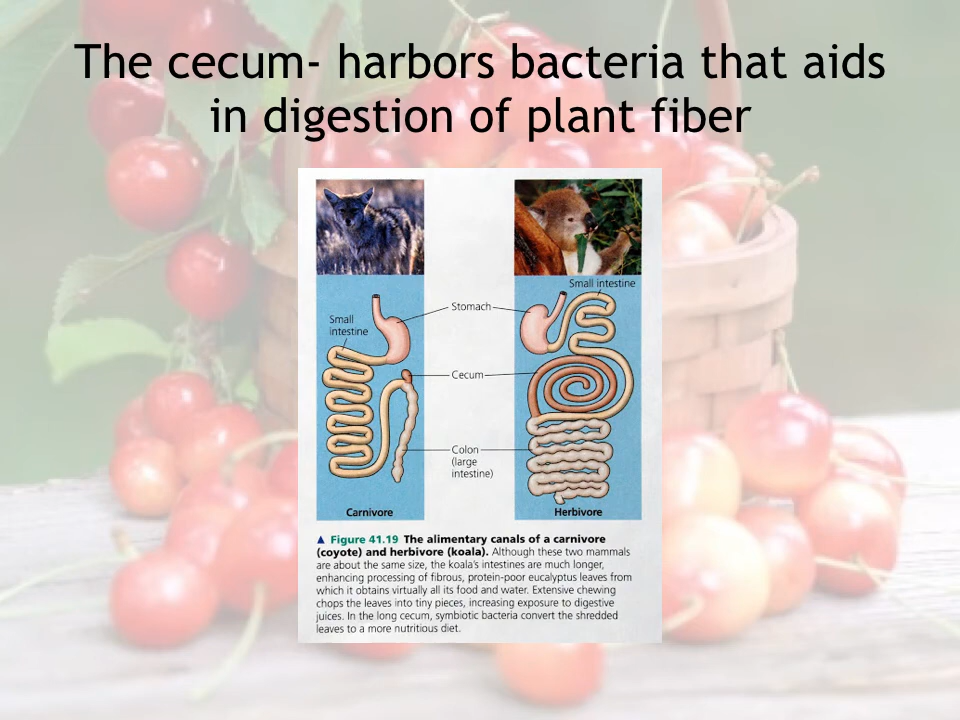 The cecum- harbors bacteria that aids
in digestion of plant fiber
Small intestine
Stomach
Small
intestine
Cecum
Colon
(large
intestine)
Carnivore
Herbivore
▲ Figure 41.19 The alimentary canals of a carnivore
(coyote) and herbivore (koala). Although these two mammals
are about the same size, the koala's intestines are much longer,
enhancing processing of fibrous, protein-poor eucalyptus leaves from
which it obtains virtually all its food and water. Extensive chewing
chops the leaves into tiny pieces, increasing exposure to digestive
juices. In the long cecum, symbiotic bacteria convert the shredded
leaves to a more nutritious diet.